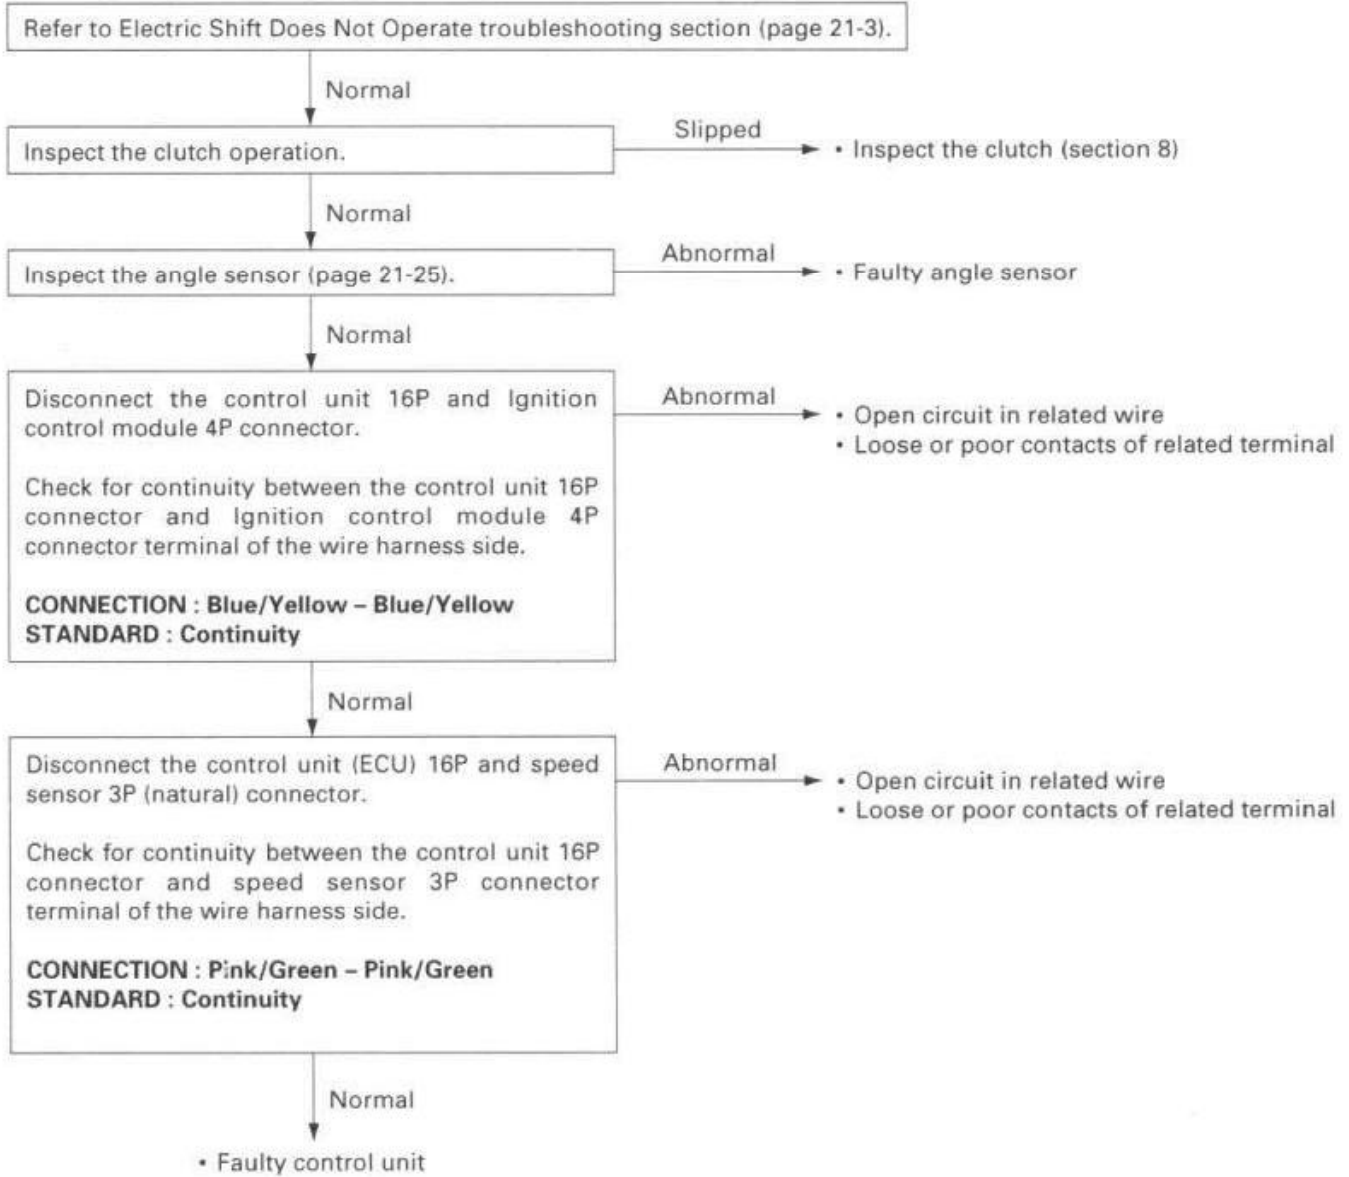 Refer to Electric Shift Does Not Operate troubleshooting section (page 21-3).
Normal
Inspect the clutch operation.
Slipped
• Inspect the clutch (section 8)
Normal
Inspect the angle sensor (page 21-25).
Abnormal
• Faulty angle sensor
Normal
Disconnect the control unit 16P and Ignition
control module 4P connector.
Check for continuity between the control unit 16P
connector and Ignition control module 4P
connector terminal of the wire harness side.
CONNECTION : Blue/Yellow – Blue/Yellow
STANDARD : Continuity
Abnormal
• Open circuit in related wire
• Loose or poor contacts of related terminal
Normal
Disconnect the control unit (ECU) 16P and speed
sensor 3P (natural) connector.
Check for continuity between the control unit 16P
connector and speed sensor 3P connector
terminal of the wire harness side.
CONNECTION : Pink/Green – Pink/Green
STANDARD : Continuity
Abnormal
• Open circuit in related wire
• Loose or poor contacts of related terminal
Normal
• Faulty control unit